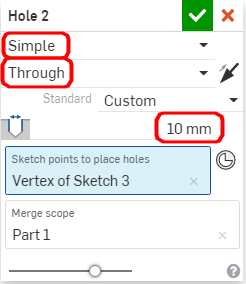 Hole 2
Simple
Through
Standard Custom
10 mm
Sketch points to place holes
Vertex of Sketch 3
Merge scope
Part 1